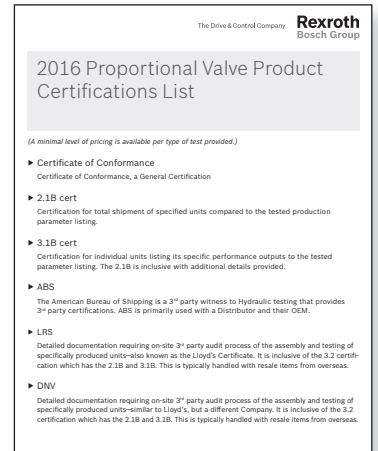 The Drive & Control Company
Rexroth
Bosch Group
2016 Proportional Valve Product
Certifications List
(A minimal level of pricing is available per type of test provided.)
▶ Certificate of Conformance
Certificate of Conformance, a General Certification
▶ 2.1B cert
Certification for total shipment of specified units compared to the tested production
parameter listing.
▶ 3.1B cert
Certification for individual units listing its specific performance outputs to the tested
parameter listing. The 2.1B is inclusive with additional details provided.
▶ ABS
The American Bureau of Shipping is a 3rd party witness to Hydraulic testing that provides
3rd party certifications. ABS is primarily used with a Distributor and their OEM.
▶ LRS
Detailed documentation requiring on-site 3rd party audit process of the assembly and testing of
specifically produced units—also known as the Lloyd's Certificate. It is inclusive of the 3.2 certifi-
cation which has the 2.1B and 3.1B. This is typically handled with resale items from overseas.
▶ DNV
Detailed documentation requiring on-site 3rd party audit process of the assembly and testing of
specifically produced units—similar to Lloyd's, but a different Company. It is inclusive of the 3.2
certification which has the 2.1B and 3.1B. This is typically handled with resale items from overseas.